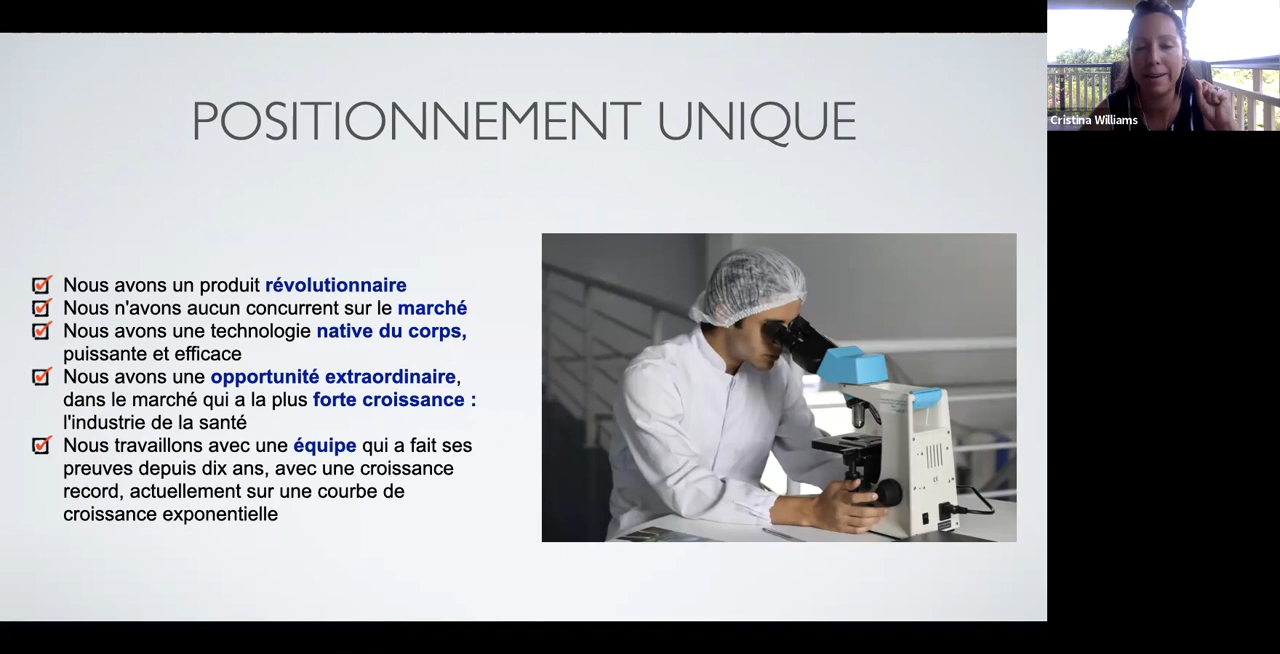 POSITIONNEMENT UNIQUE
Nous avons un produit révolutionnaire
Nous n'avons aucun concurrent sur le marché
Nous avons une technologie native du corps,
puissante et efficace
Nous avons une opportunité extraordinaire,
dans le marché qui a la plus forte croissance :
l'industrie de la santé
Nous travaillons avec une équipe qui a fait ses
preuves depuis dix ans, avec une croissance
record, actuellement sur une courbe de
croissance exponentielle
Cristina Williams